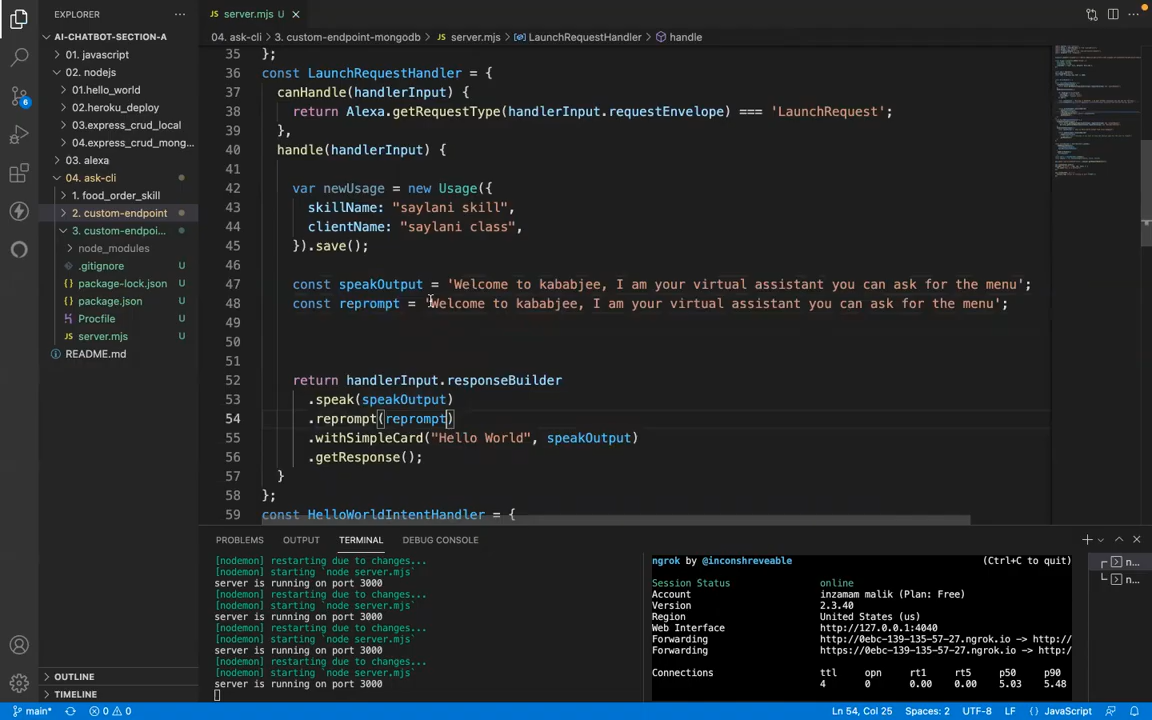 EXPLORER
···
server.mjs U ×
···
AI-CHATBOT-SECTION-A
04. ask-cli > 3. custom-endpoint-mongodb > server.mjs > LaunchRequestHandler > handle
01. javascript
02. nodejs
01.hello_world
02.heroku_deploy
03.express_crud_local
04.express_crud_mong...
03. alexa
04. ask-cli
1. food_order_skill
2. custom-endpoint
3. custom-endpoi...
node_modules
.gitignore U
package-lock.json U
package.json U
Procfile U
server.mjs U
README.md
6
35 };
36 const LaunchRequestHandler = {
37 canHandle(handlerInput) {
38 return Alexa.getRequestType(handlerInput.requestEnvelope) === 'LaunchRequest';
39 },
40 handle(handlerInput) {
41
42 var newUsage = new Usage({
43 skillName: "saylani skill",
44 clientName: "saylani class",
45 }).save();
46
47 const speakOutput = 'Welcome to kababjee, I am your virtual assistant you can ask for the menu';
48 const reprompt = 'Welcome to kababjee, I am your virtual assistant you can ask for the menu';
49
50
51
52 return handlerInput.responseBuilder
53 .speak(speakOutput)
54 .reprompt(reprompt)
55 .withSimpleCard("Hello World", speakOutput)
56 .getResponse();
57 }
58 };
59 const HelloWorldIntentHandler = {
PROBLEMS OUTPUT TERMINAL DEBUG CONSOLE
[nodemon] restarting due to changes...
[nodemon] starting `node server.mjs`
server is running on port 3000
[nodemon] restarting due to changes...
[nodemon] starting `node server.mjs`
server is running on port 3000
[nodemon] restarting due to changes...
[nodemon] starting `node server.mjs`
server is running on port 3000
[nodemon] restarting due to changes...
[nodemon] starting `node server.mjs`
server is running on port 3000
ngrok by @inconshreveable (Ctrl+C to quit)
Session Status online
Account inzamam malik (Plan: Free)
Version 2.3.40
Region United States (us)
Web Interface http://127.0.0.1:4040
Forwarding http://0ebc-139-135-57-27.ngrok.io -> http:/
Forwarding https://0ebc-139-135-57-27.ngrok.io -> http:
Connections ttl opn rt1 rt5 p50 p90
4 0 0.00 0.00 5.03 5.48
n...
n...
OUTLINE
TIMELINE
main* 0 0 Ln 54, Col 25 Spaces: 2 UTF-8 LF JavaScript